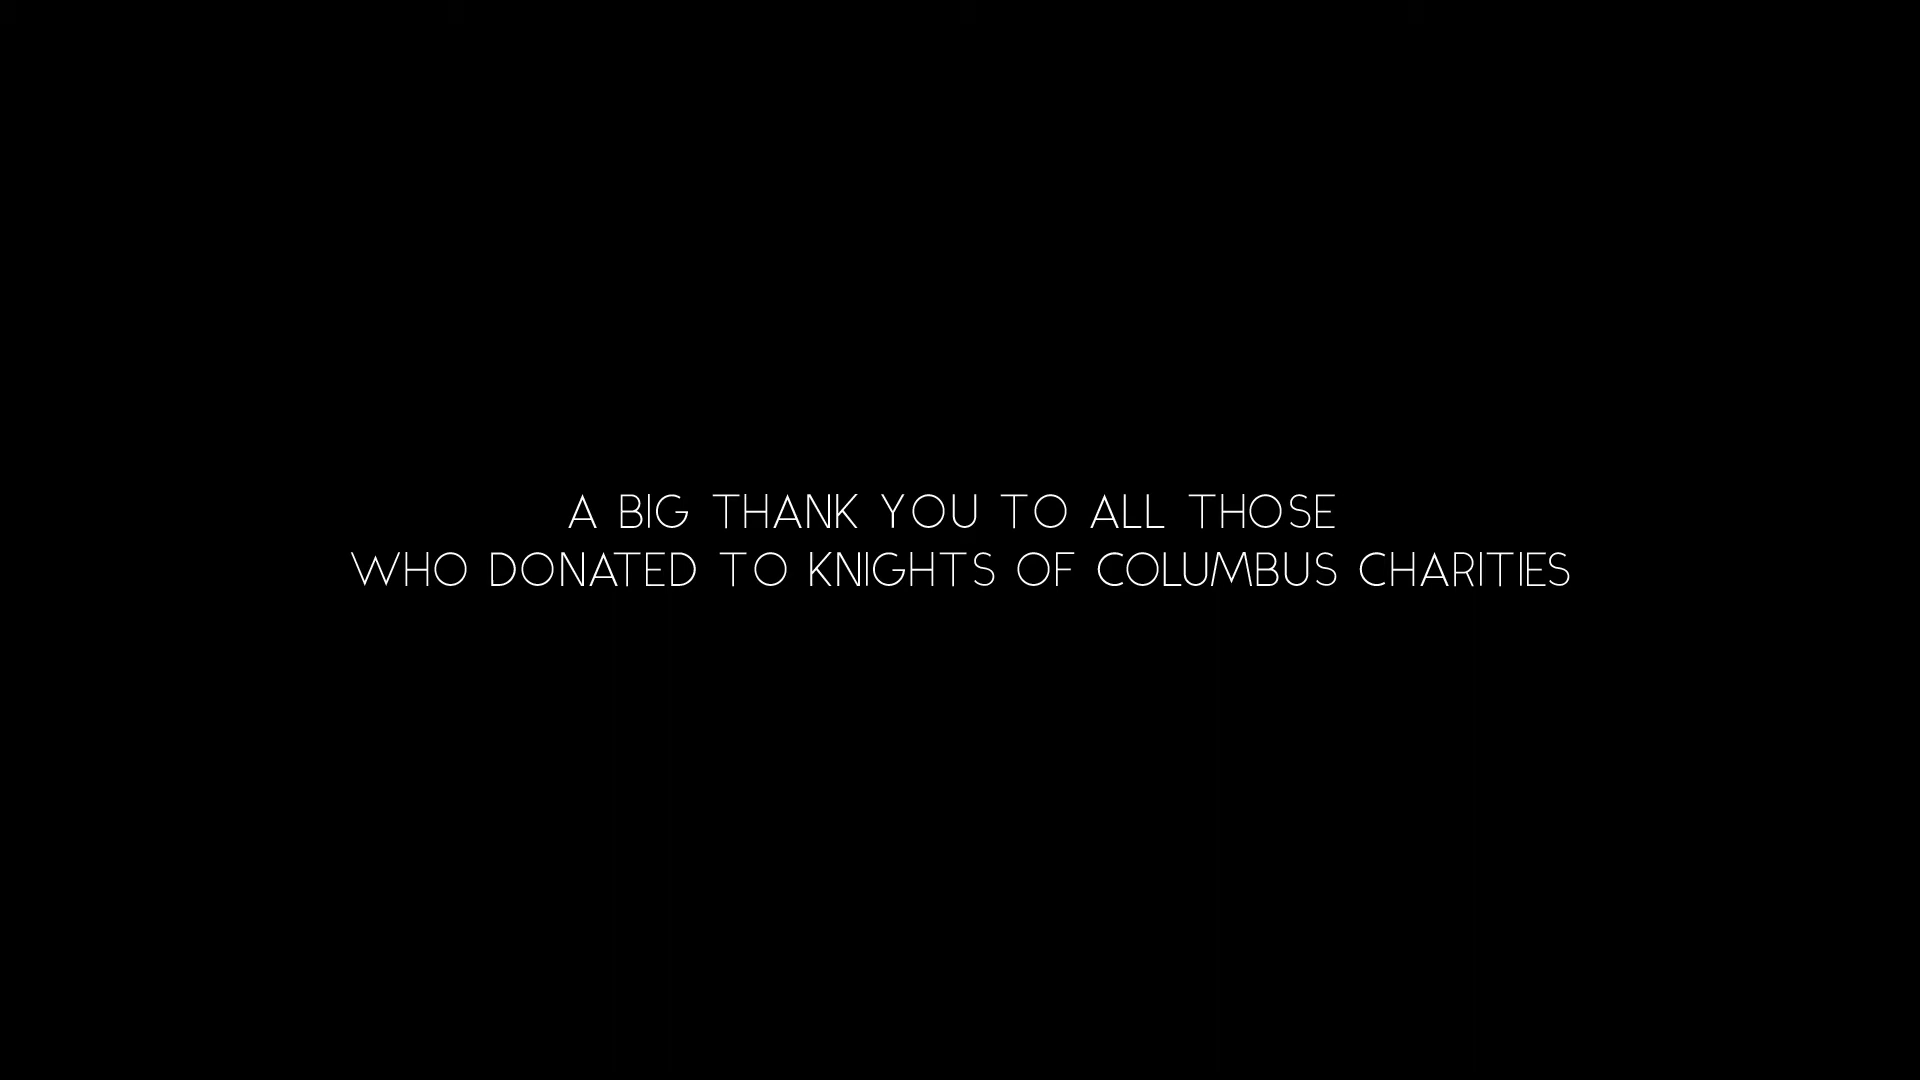 A BIG THANK YOU TO ALL THOSE
WHO DONATED TO KNIGHTS OF COLUMBUS CHARITIES